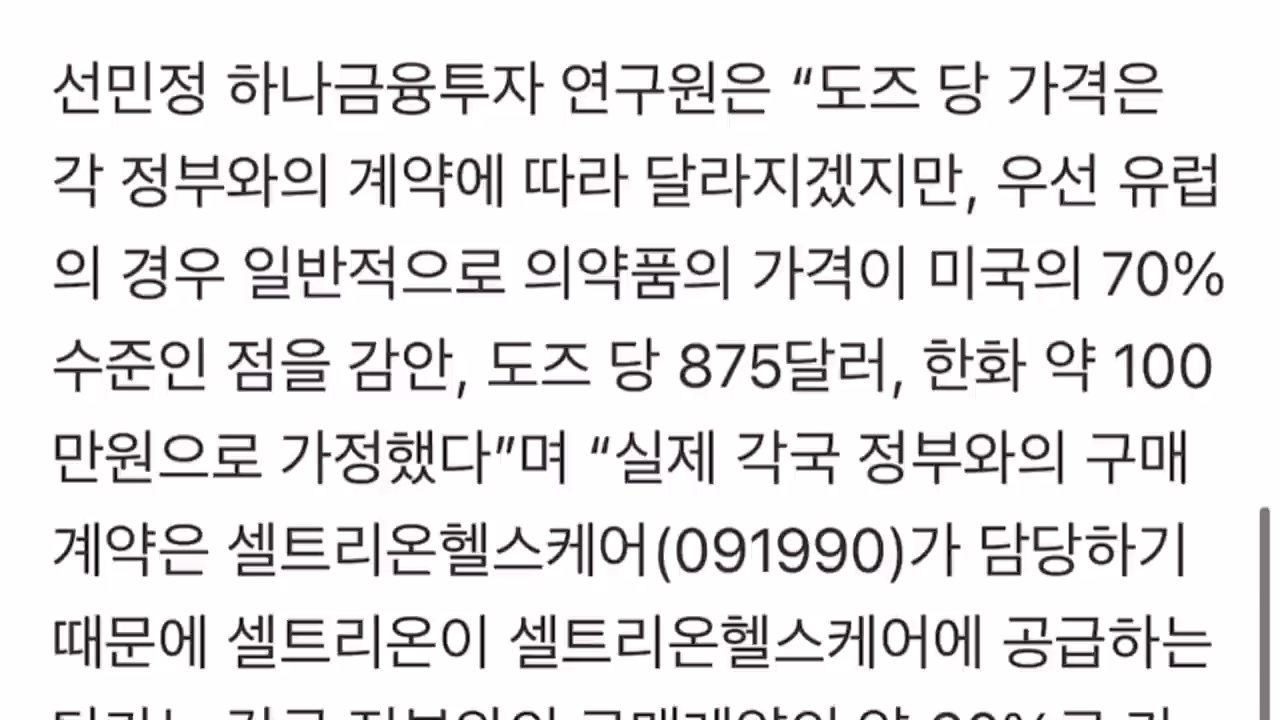 선민정 하나금융투자 연구원은 “도즈 당 가격은
각 정부와의 계약에 따라 달라지겠지만, 우선 유럽
의 경우 일반적으로 의약품의 가격이 미국의 70%
수준인 점을 감안, 도즈 당 875달러, 한화 약 100
만원으로 가정했다”며 “실제 각국 정부와의 구매
계약은 셀트리온헬스케어(091990)가 담당하기
때문에 셀트리온이 셀트리온헬스케어에 공급하는